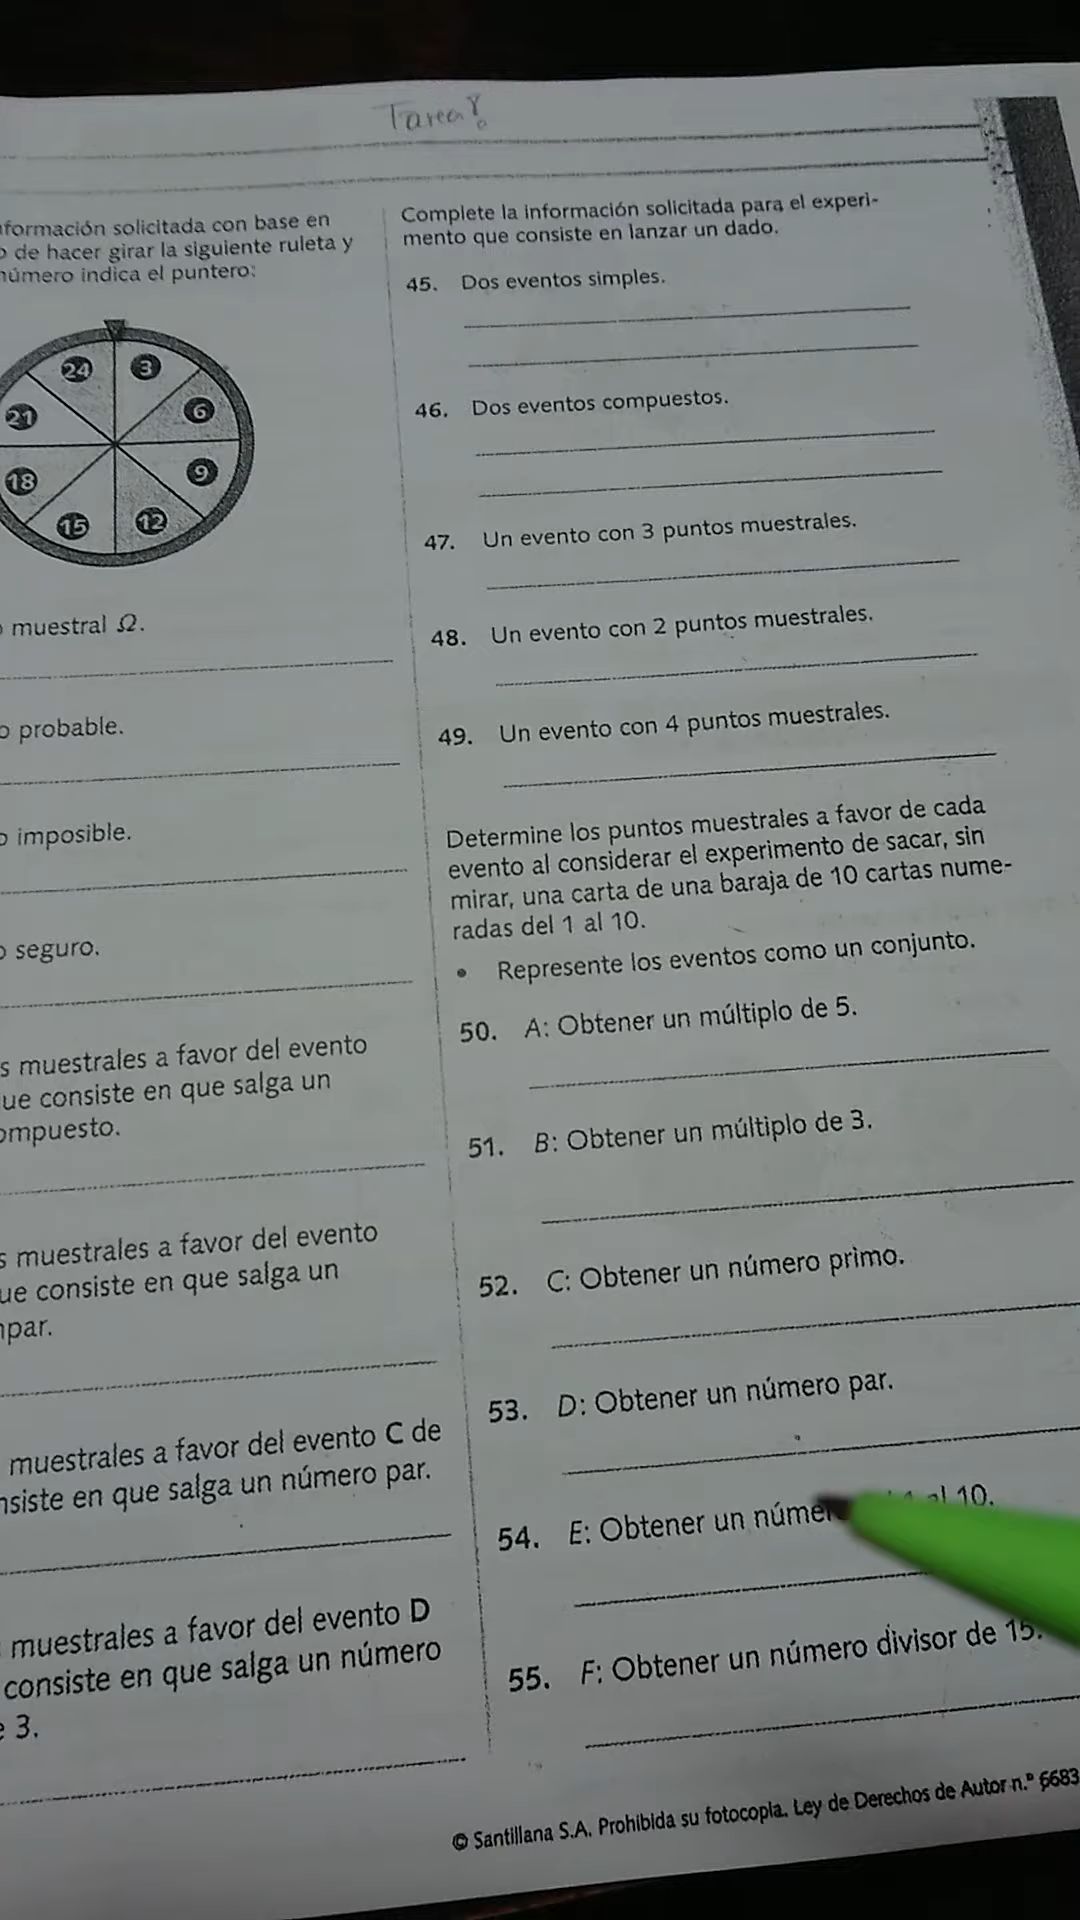 Tarea
formación solicitada con base en
de hacer girar la siguiente ruleta y
número indica el puntero:
24
3
21
6
18
9
15
12
muestral Ω.
probable.
imposible.
seguro.
muestrales a favor del evento
que consiste en que salga un
muestrales a favor del evento
que consiste en que salga un
muestrales a favor del evento C de
en que salga un número par.
muestrales a favor del evento D
consiste en que salga un número
3.
Complete la información solicitada para el experi-
mento que consiste en lanzar un dado.
45. Dos eventos simples.
46. Dos eventos compuestos.
47. Un evento con 3 puntos muestrales.
48. Un evento con 2 puntos muestrales.
49. Un evento con 4 puntos muestrales.
Determine los puntos muestrales a favor de cada
evento al considerar el experimento de sacar, sin
mirar, una carta de una baraja de 10 cartas nume-
radas del 1 al 10.
• Represente los eventos como un conjunto.
50. A: Obtener un múltiplo de 5.
51. B: Obtener un múltiplo de 3.
52. C: Obtener un número primo.
53. D: Obtener un número par.
54. E: Obtener un al 10.
55. F: Obtener un número divisor de 15.
© Santillana S.A. Prohibida su fotocopia. Ley de Derechos de Autor n.º 6683